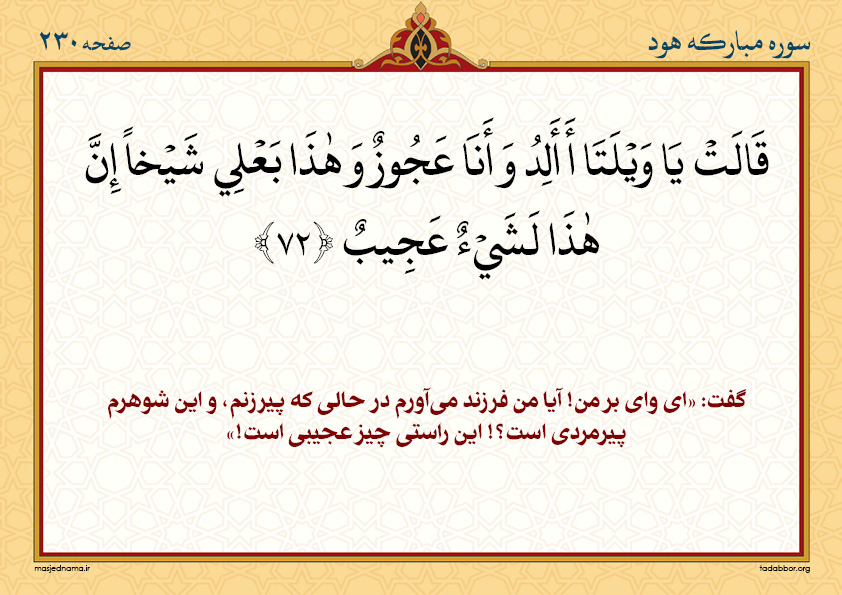 سوره مبارکه هود
صفحه ۲۳۰
قَالَتْ يَا وَيْلَتَا أَأَلِدُ وَ أَنَا عَجُوزٌ وَ هٰذَا بَعْلِي شَيْخاً إِنَّ
هٰذَا لَشَيْءٌ عَجِيبٌ ﴿۷۲﴾
گفت: «ای وای بر من! آیا من فرزند می‌آورم در حالی که پیرزنم، و این شوهرم
پیرمردی است؟! این راستی چیز عجیبی است!»
masjednama.ir
tadabbor.org